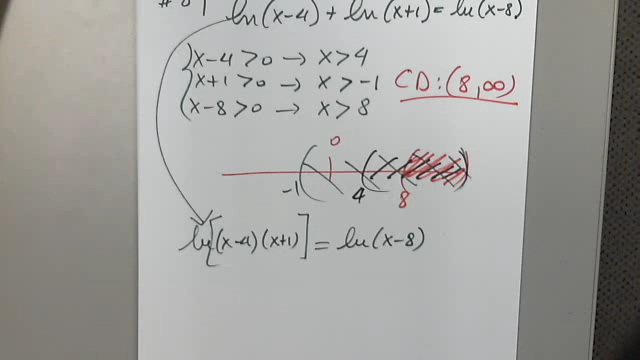 ln(x-4) + ln(x+1) = ln(x-8)
x-4>0 → x>4
x+1>0 → x>-1
x-8>0 → x>8
CD: (8,∞)
0
-1
4
8
ln[(x-4)(x+1)] = ln(x-8)